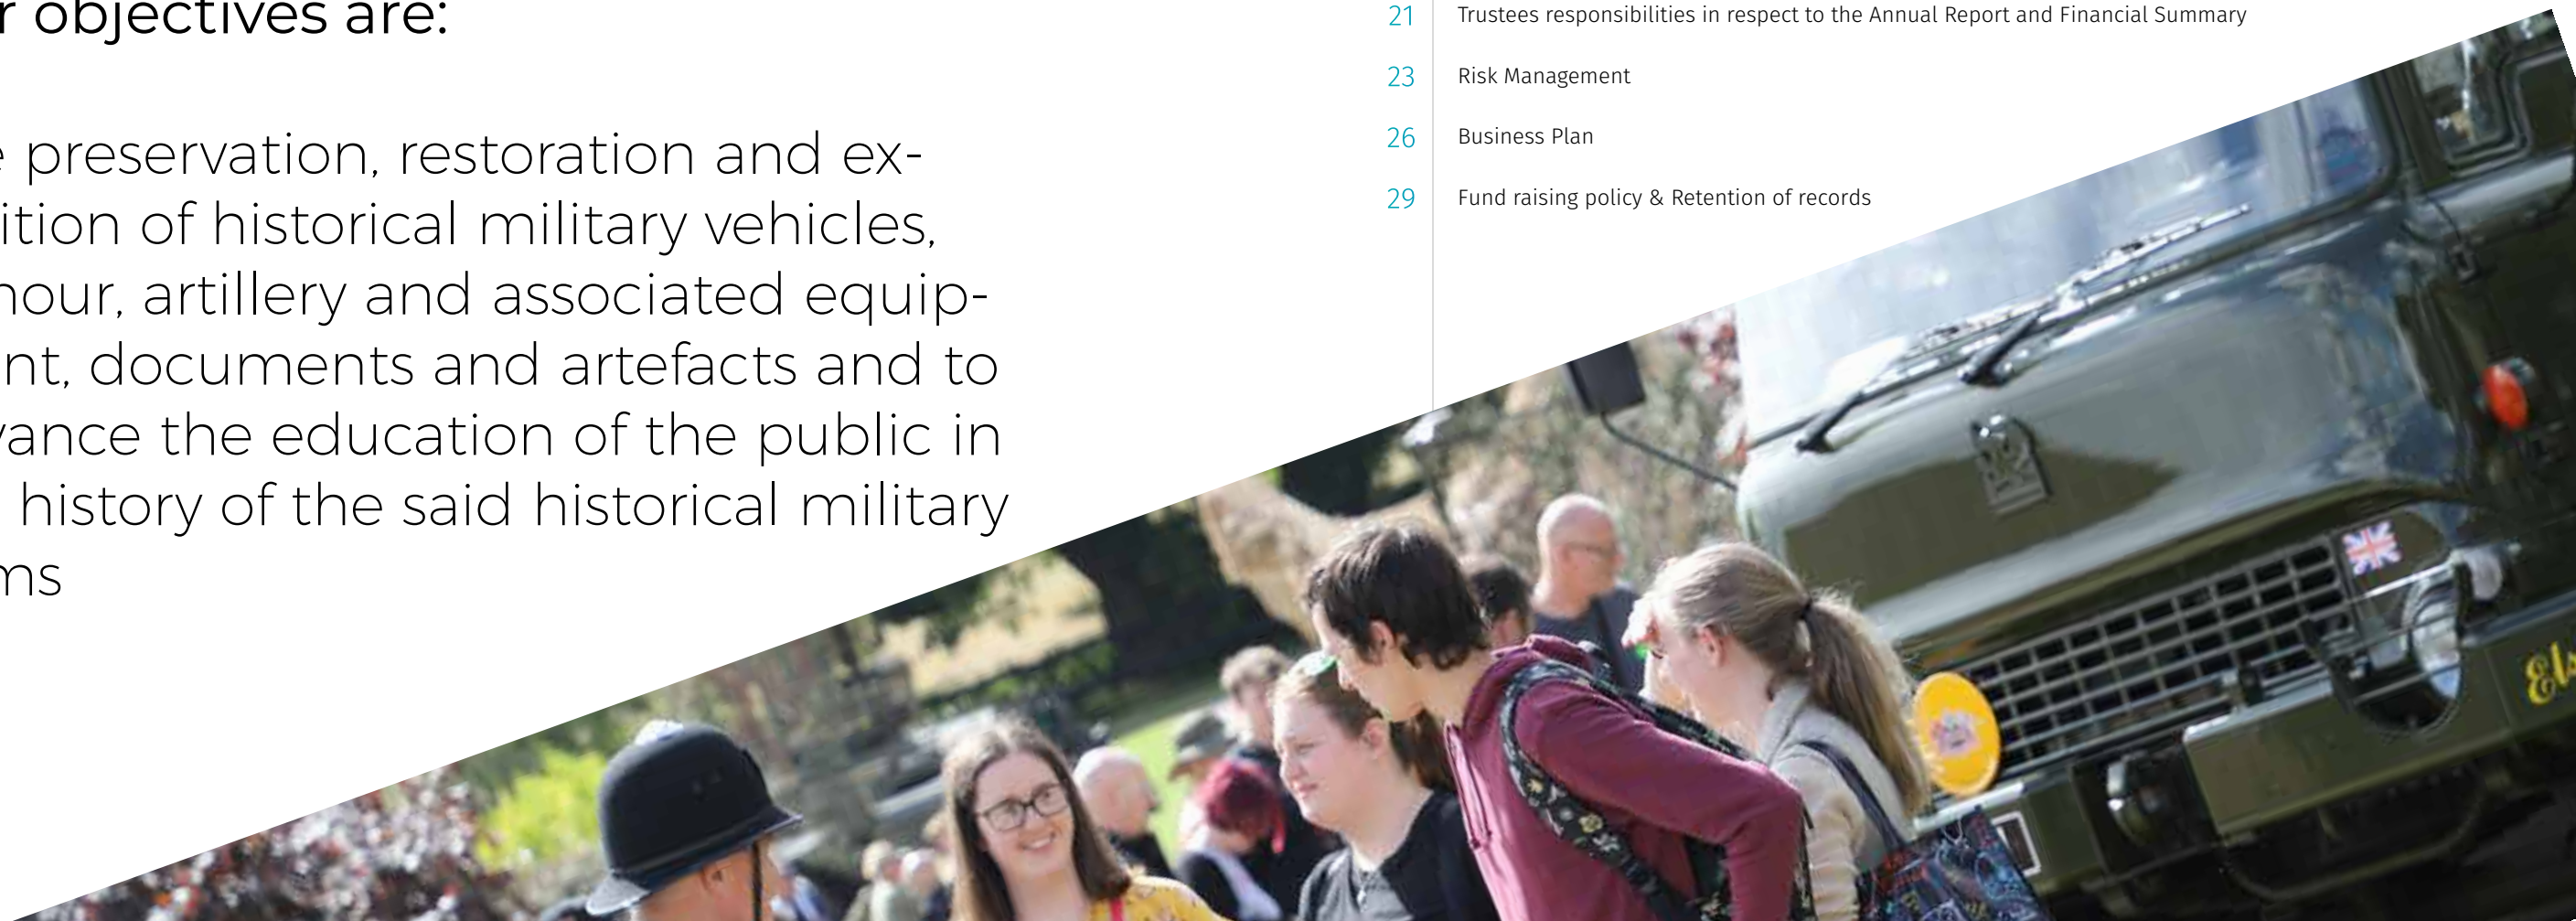 r objectives are:
e preservation, restoration and ex-
ition of historical military vehicles,
nour, artillery and associated equip-
nt, documents and artefacts and to
vance the education of the public in
history of the said historical military
ms
21 Trustees responsibilities in respect to the Annual Report and Financial Summary
23 Risk Management
26 Business Plan
29 Fund raising policy & Retention of records
Els